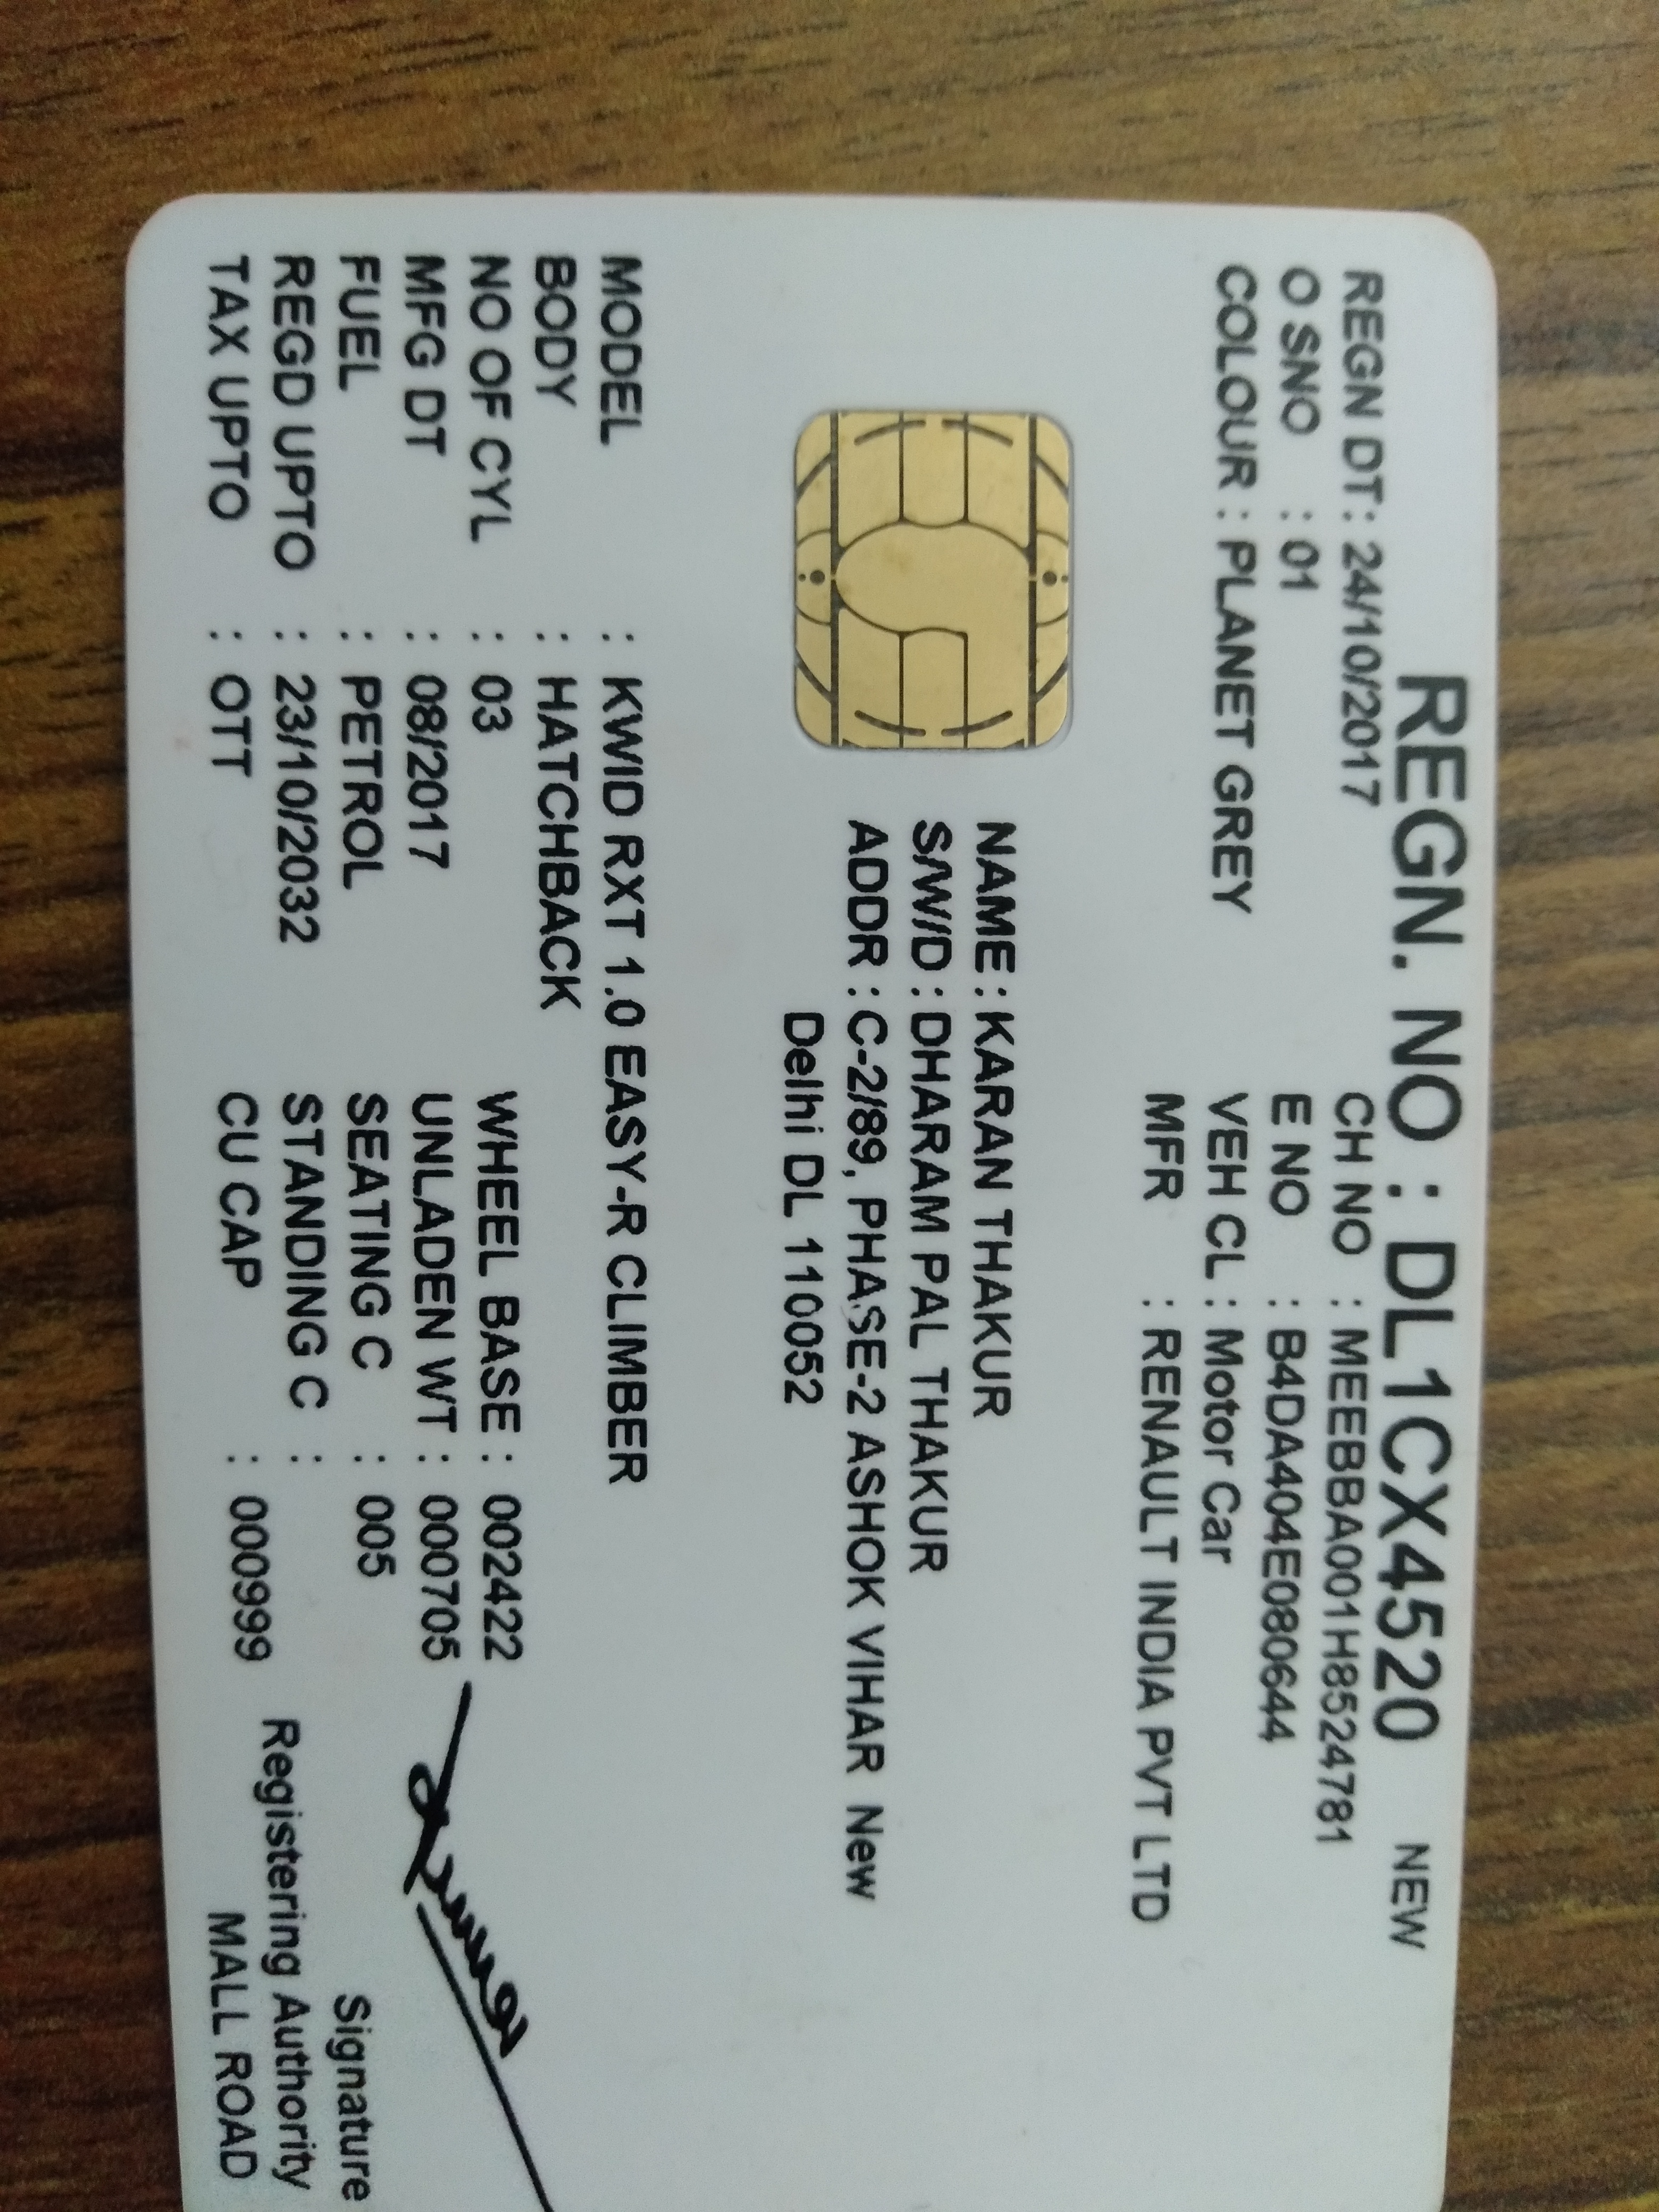 REGN. NO : DL1CX4520 NEW
REGN DT : 24/10/2017 CH NO : MEEBBA001H8524781
O SNO : 01 E NO : B4DA404E080644
COLOUR : PLANET GREY VEH CL : Motor Car
MFR : RENAULT INDIA PVT LTD
NAME : KARAN THAKUR
S/W/D : DHARAM PAL THAKUR
ADDR : C-2/89, PHASE-2 ASHOK VIHAR New
Delhi DL 110052
MODEL : KWID RXT 1.0 EASY-R CLIMBER
BODY : HATCHBACK
NO OF CYL : 03 WHEEL BASE : 002422
MFG DT : 08/2017 UNLADEN WT : 000705
FUEL : PETROL SEATING C : 005
REGD UPTO : 23/10/2032 STANDING C :
TAX UPTO : OTT CU CAP : 000999
Signature
Registering Authority
MALL ROAD